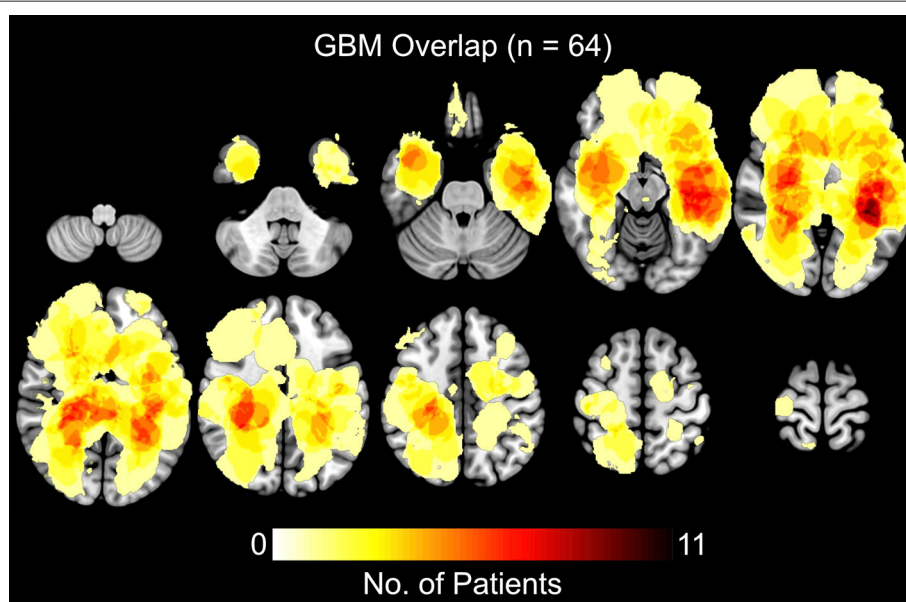 GBM Overlap (n = 64)
0
11
No. of Patients